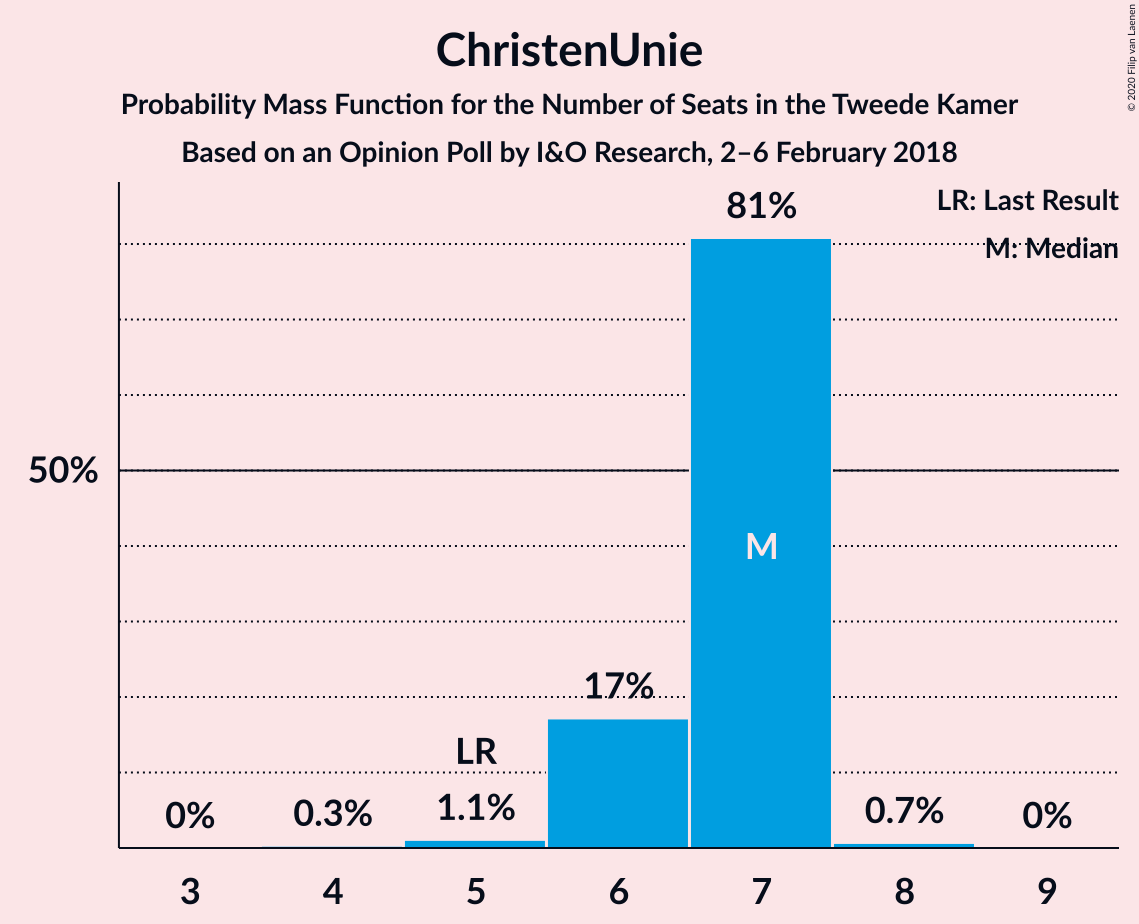 ChristenUnie
Probability Mass Function for the Number of Seats in the Tweede Kamer
Based on an Opinion Poll by I&O Research, 2–6 February 2018
© 2020 Filip van Laenen
LR: Last Result
M: Median
81%
50%
M
17%
LR
0%
0.3%
1.1%
0.7%
0%
3 4 5 6 7 8 9